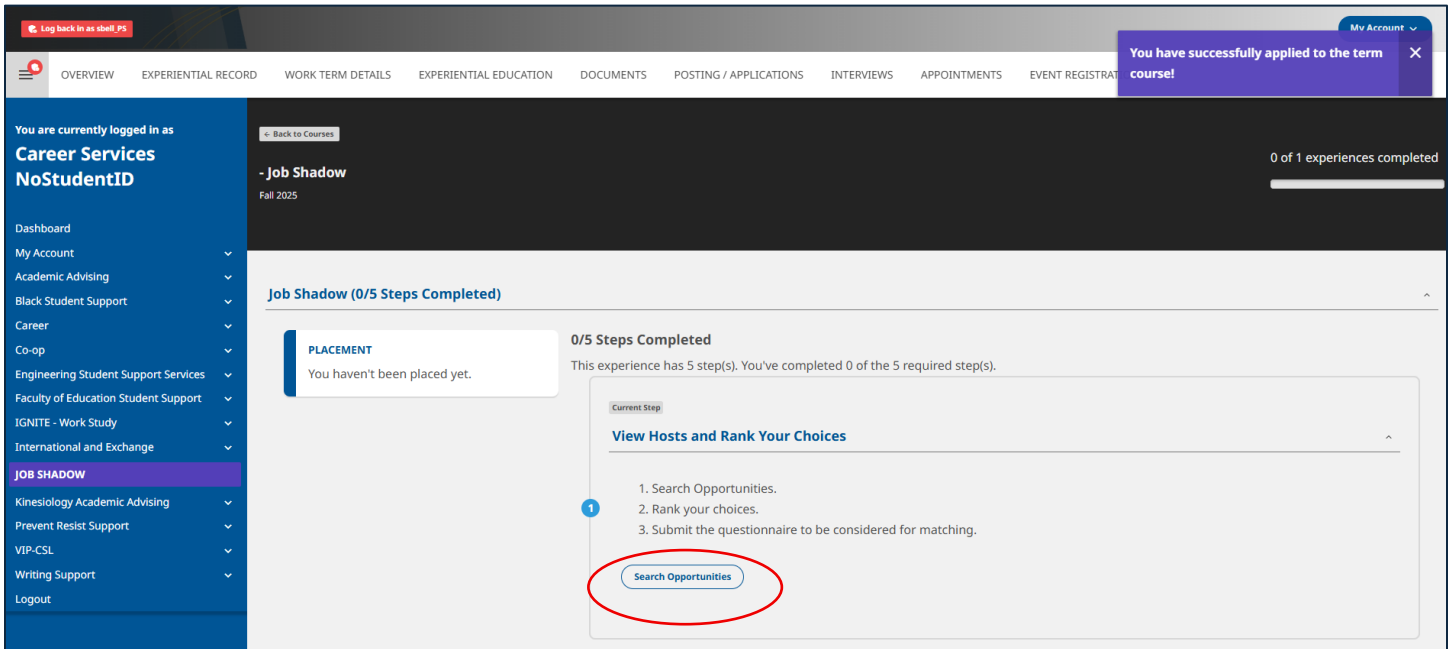 Log back in as sbell_PS
My Account
You have successfully applied to the term
course!
OVERVIEW EXPERIENTIAL RECORD WORK TERM DETAILS EXPERIENTIAL EDUCATION DOCUMENTS POSTING / APPLICATIONS INTERVIEWS APPOINTMENTS EVENT REGISTRAT
You are currently logged in as
Career Services
NoStudentID
Dashboard
My Account
Academic Advising
Black Student Support
Career
Co-op
Engineering Student Support Services
Faculty of Education Student Support
IGNITE - Work Study
International and Exchange
JOB SHADOW
Kinesiology Academic Advising
Prevent Resist Support
VIP-CSL
Writing Support
Logout
← Back to Courses
- Job Shadow
Fall 2025
0 of 1 experiences completed
Job Shadow (0/5 Steps Completed)
PLACEMENT
You haven't been placed yet.
0/5 Steps Completed
This experience has 5 step(s). You've completed 0 of the 5 required step(s).
Current Step
View Hosts and Rank Your Choices
1
1. Search Opportunities.
2. Rank your choices.
3. Submit the questionnaire to be considered for matching.
Search Opportunities